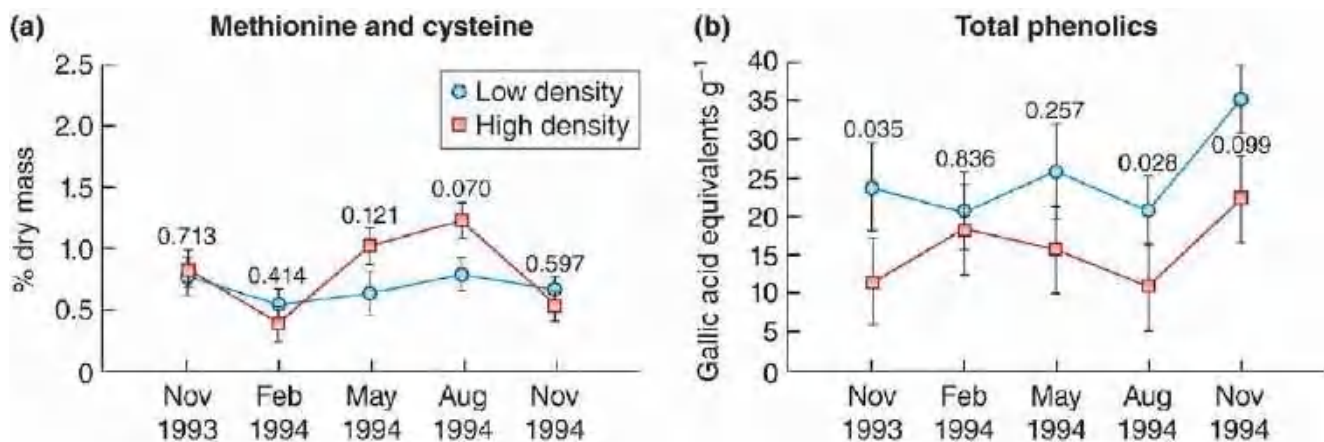 (a) Methionine and cysteine
2.5
2.0
1.5
1.0
0.5
0
% dry mass
Low density
High density
0.713
0.414
0.121
0.070
0.597
Nov 1993
Feb 1994
May 1994
Aug 1994
Nov 1994
(b) Total phenolics
40
35
30
25
20
15
10
5
0
Gallic acid equivalents g⁻¹
0.035
0.836
0.257
0.028
0.099
Nov 1993
Feb 1994
May 1994
Aug 1994
Nov 1994